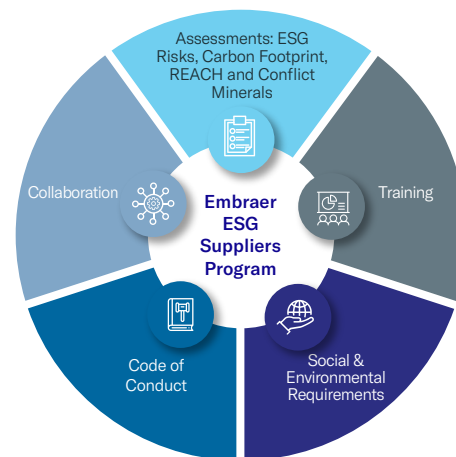 Assessments: ESG
Risks, Carbon Footprint,
REACH and Conflict
Minerals
Collaboration
Training
Embraer
ESG
Suppliers
Program
Code of
Conduct
Social &
Environmental
Requirements